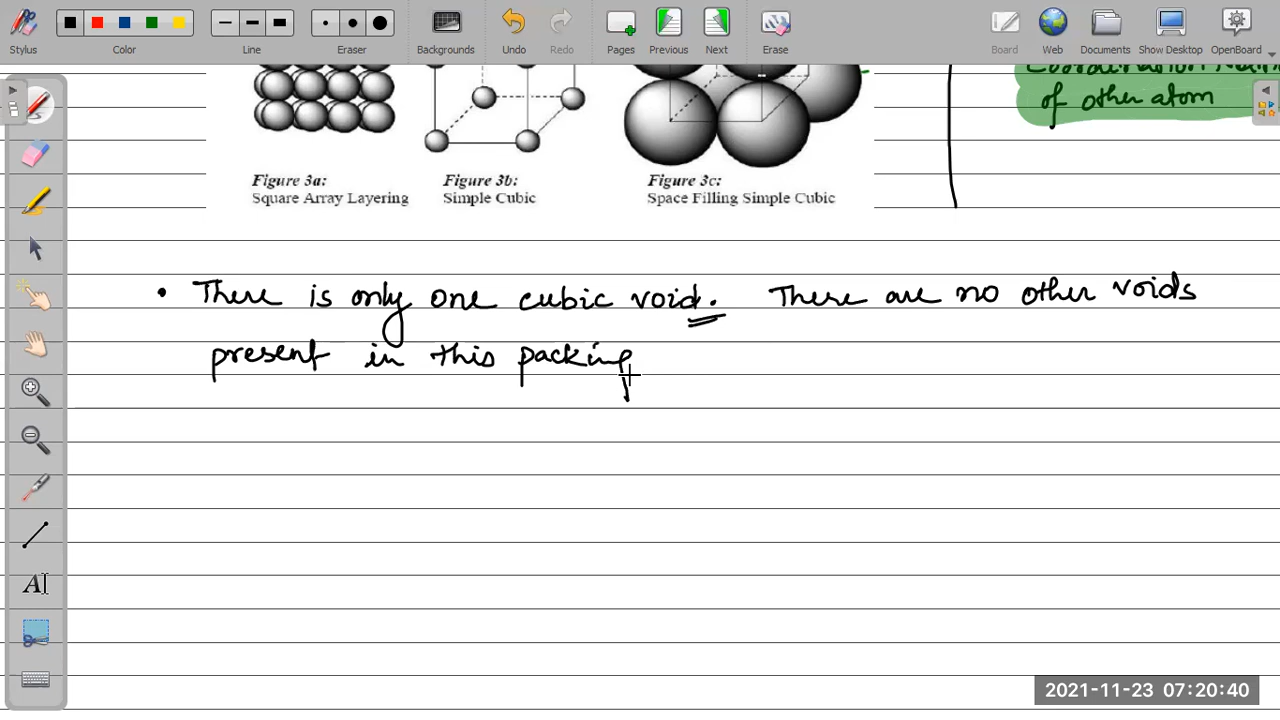 Stylus Color Line Eraser Backgrounds Undo Redo Pages Previous Next Erase Board Web Documents Show Desktop OpenBoard
of other atom
Figure 3a: Figure 3b: Figure 3c:
Square Array Layering Simple Cubic Space Filling Simple Cubic
• There is only one cubic void. There are no other voids
present in this packing
2021-11-23 07:20:40